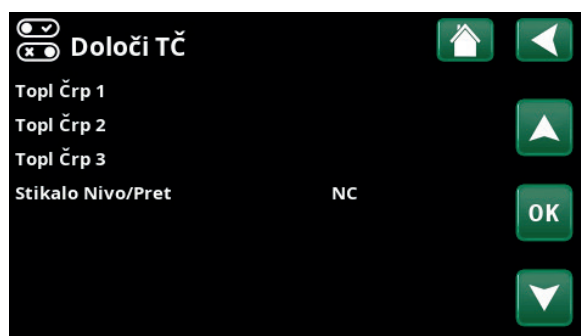 Določi TČ
Topl Črp 1
Topl Črp 2
Topl Črp 3
Stikalo Nivo/Pret NC
OK